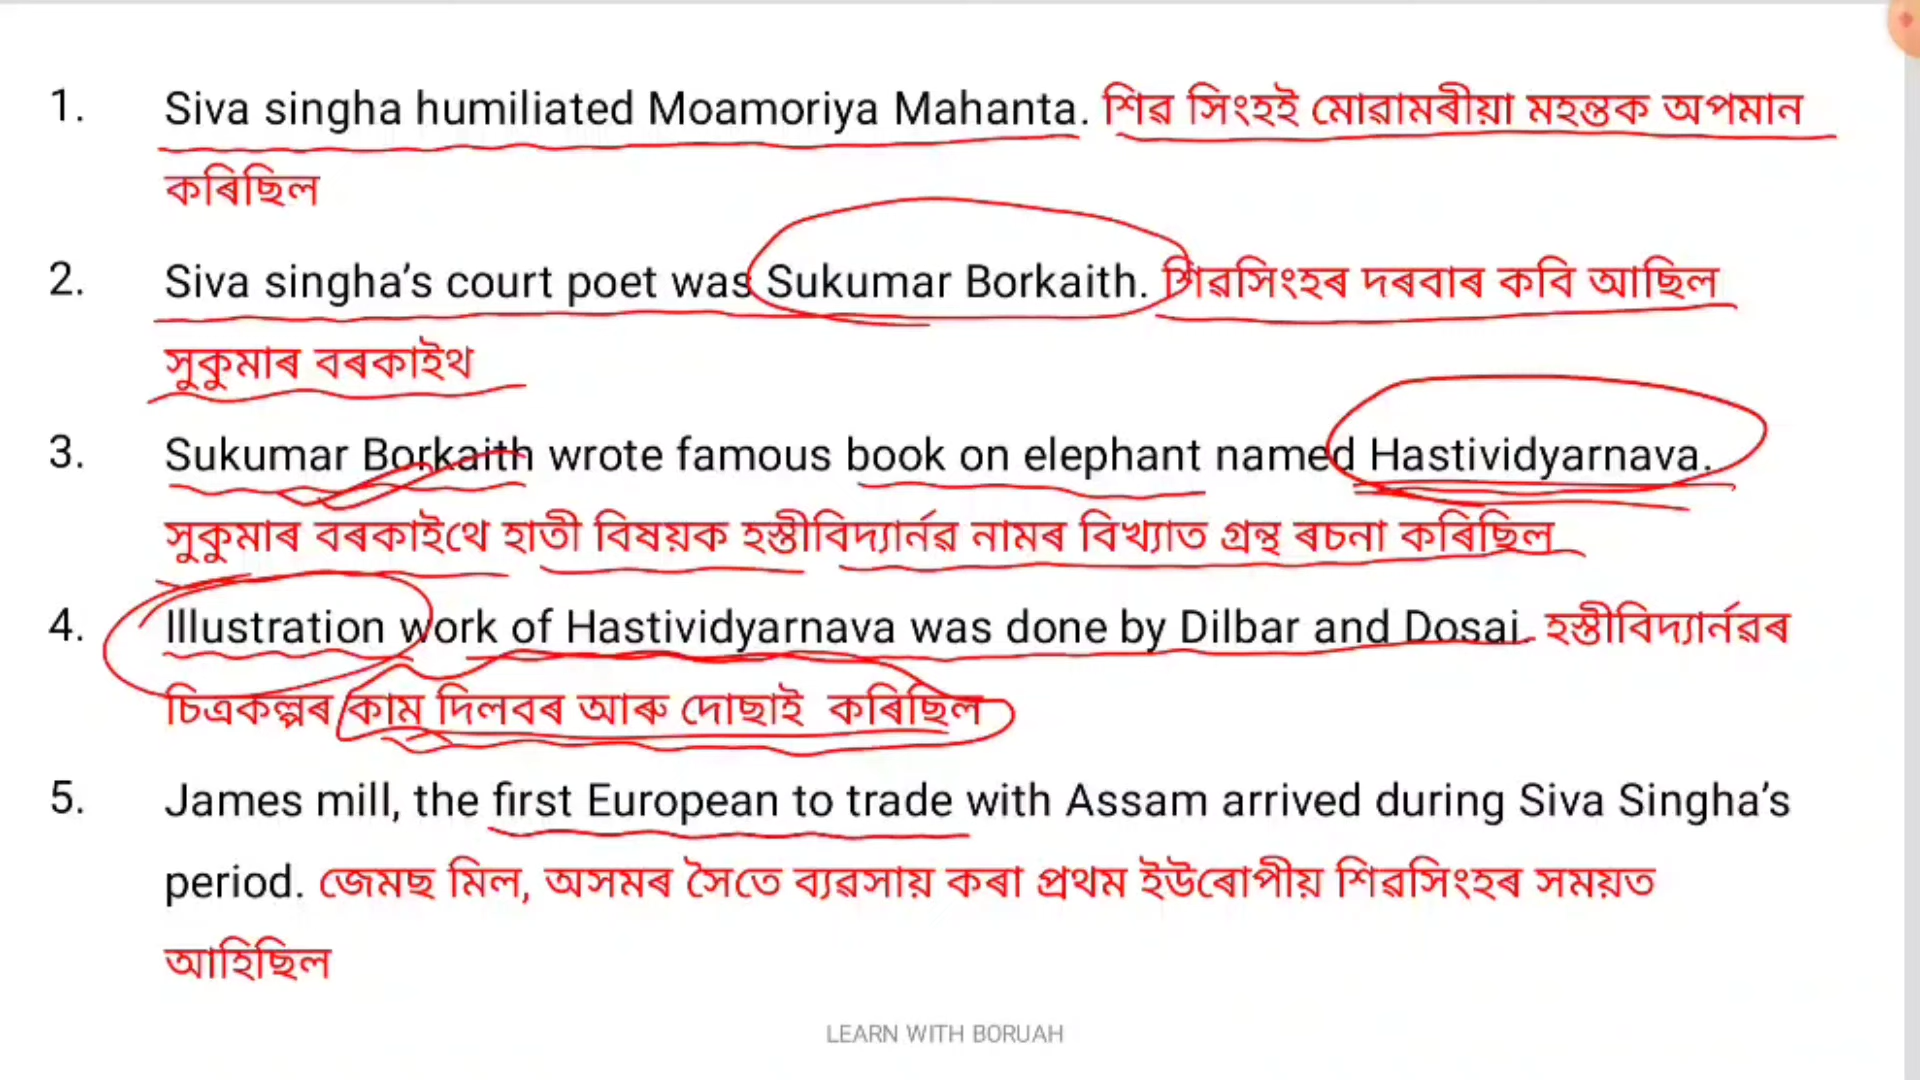 1. Siva singha humiliated Moamoriya Mahanta. শিৱ সিংহই মোৱামৰীয়া মহন্তক অপমান
কৰিছিল
2. Siva singha’s court poet was Sukumar Borkaith. শিৱসিংহৰ দৰবাৰ কবি আছিল
সুকুমাৰ বৰকাইথ
3. Sukumar Borkaith wrote famous book on elephant named Hastividyarnava.
সুকুমাৰ বৰকাইথে হাতী বিষয়ক হস্তীবিদ্যাৰ্নৱ নামৰ বিখ্যাত গ্ৰন্থ ৰচনা কৰিছিল
4. Illustration work of Hastividyarnava was done by Dilbar and Dosai. হস্তীবিদ্যাৰ্নৱৰ
চিত্ৰকল্পৰ কাম দিলবৰ আৰু দোছাই কৰিছিল
5. James mill, the first European to trade with Assam arrived during Siva Singha’s
period. জেমছ মিল, অসমৰ সৈতে ব্যৱসায় কৰা প্ৰথম ইউৰোপীয় শিৱসিংহৰ সময়ত
আহিছিল
LEARN WITH BORUAH